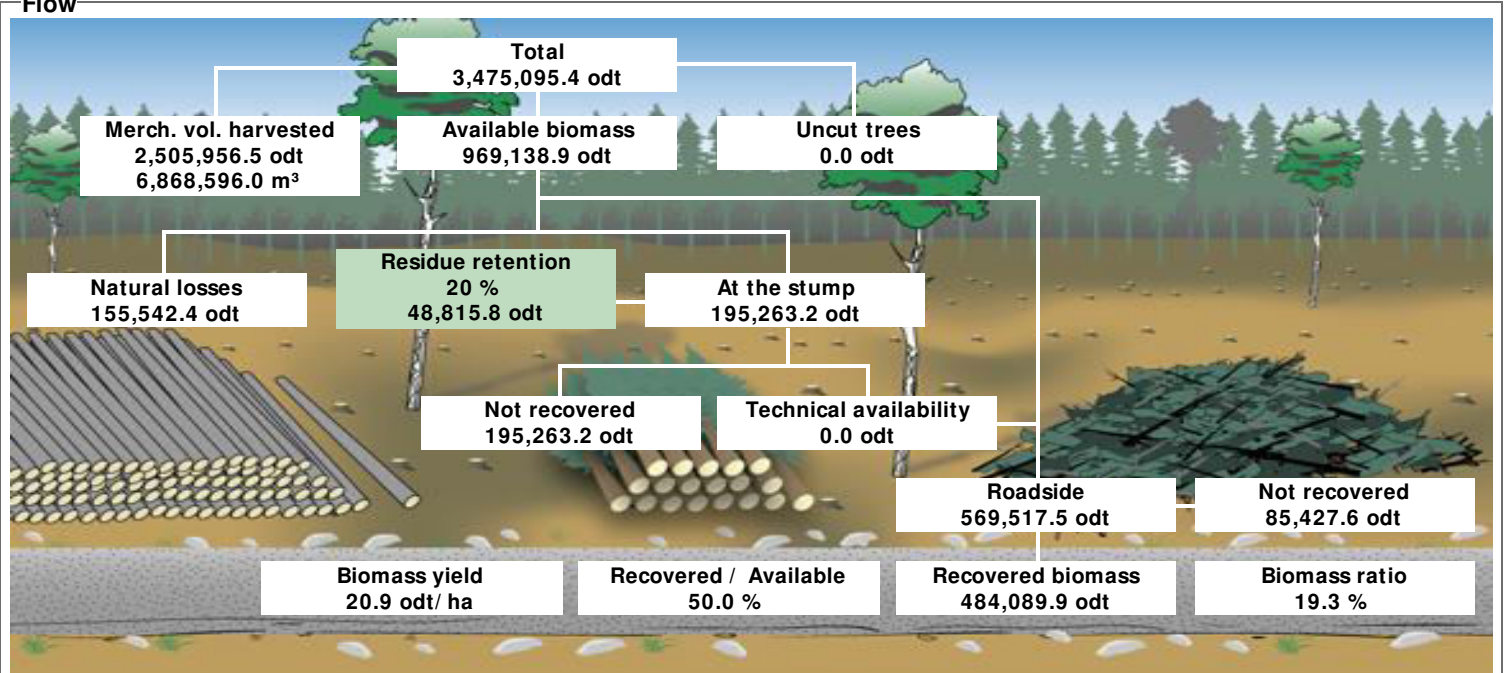 Flow
Total
3,475,095.4 odt
Merch. vol. harvested
2,505,956.5 odt
6,868,596.0 m³
Available biomass
969,138.9 odt
Uncut trees
0.0 odt
Natural losses
155,542.4 odt
Residue retention
20 %
48,815.8 odt
At the stump
195,263.2 odt
Not recovered
195,263.2 odt
Technical availability
0.0 odt
Roadside
569,517.5 odt
Not recovered
85,427.6 odt
Biomass yield
20.9 odt/ ha
Recovered / Available
50.0 %
Recovered biomass
484,089.9 odt
Biomass ratio
19.3 %